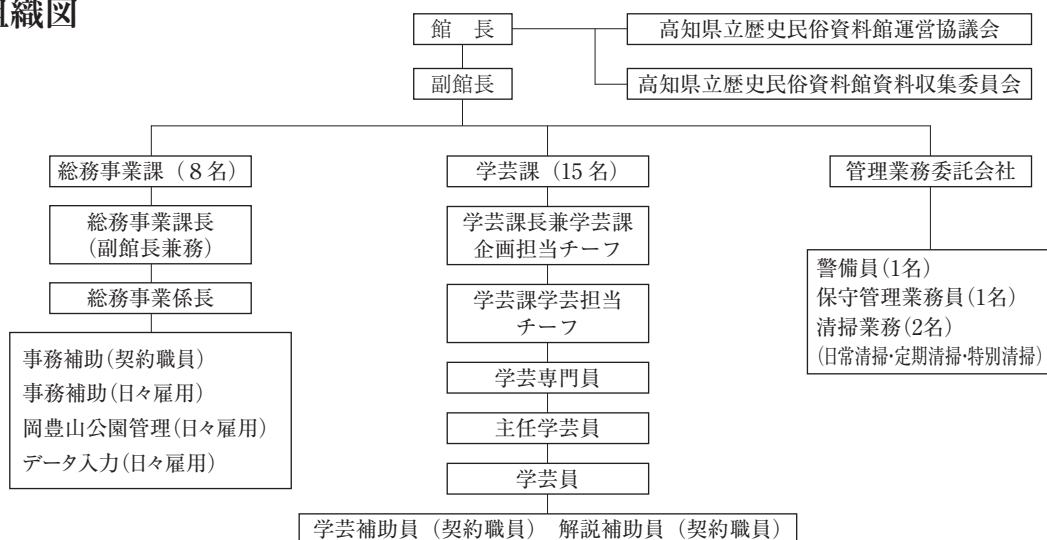 組織図
館　長
高知県立歴史民俗資料館運営協議会
副館長
高知県立歴史民俗資料館資料収集委員会
総務事業課（８名）
学芸課（15 名）
管理業務委託会社
総務事業課長
（副館長兼務）
総務事業係長
事務補助（契約職員）
事務補助（日々雇用）
岡豊山公園管理（日々雇用）
データ入力（日々雇用）
学芸課長兼学芸課
企画担当チーフ
学芸課学芸担当
チーフ
学芸専門員
主任学芸員
学芸員
学芸補助員（契約職員）　解説補助員（契約職員）
警備員（1名）
保守管理業務員（1名）
清掃業務（2名）
（日常清掃・定期清掃・特別清掃）